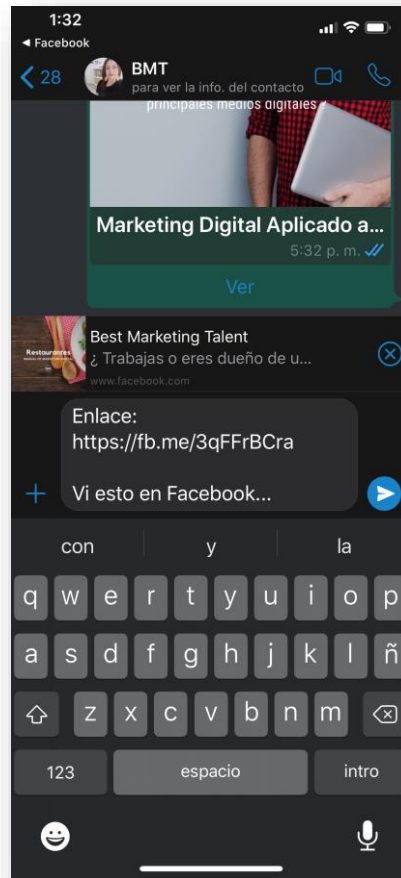 1:32
Facebook
28
BMT
para ver la info. del contacto
principales medios digitales
Marketing Digital Aplicado a...
5:32 p. m.
Ver
Restaurantes
Best Marketing Talent
¿ Trabajas o eres dueño de u...
www.facebook.com
Enlace:
https://fb.me/3qFFrBCra
Vi esto en Facebook...
con y la
q w e r t y u i o p
a s d f g h j k l ñ
z x c v b n m
123 espacio intro